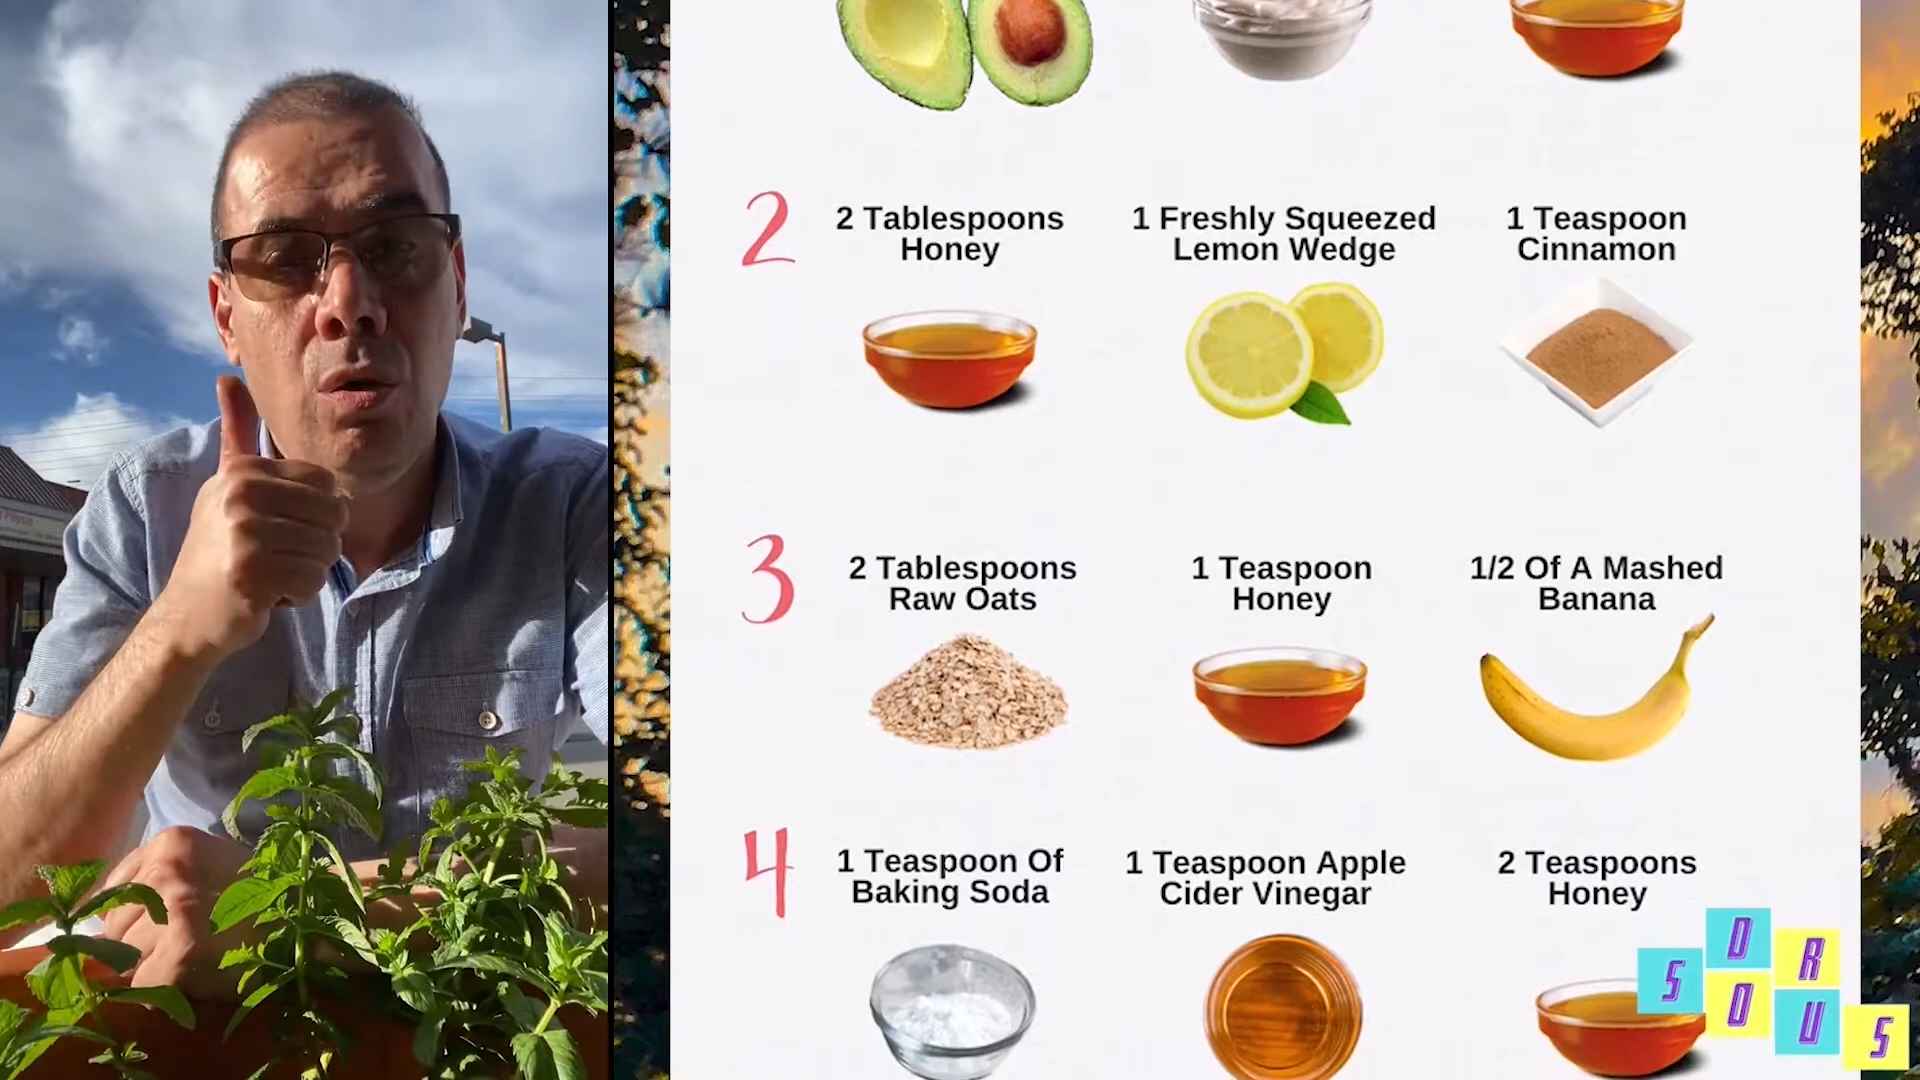 2
2 Tablespoons
Honey
1 Freshly Squeezed
Lemon Wedge
1 Teaspoon
Cinnamon
3
2 Tablespoons
Raw Oats
1 Teaspoon
Honey
1/2 Of A Mashed
Banana
4
1 Teaspoon Of
Baking Soda
1 Teaspoon Apple
Cider Vinegar
2 Teaspoons
Honey
D R
S O U S